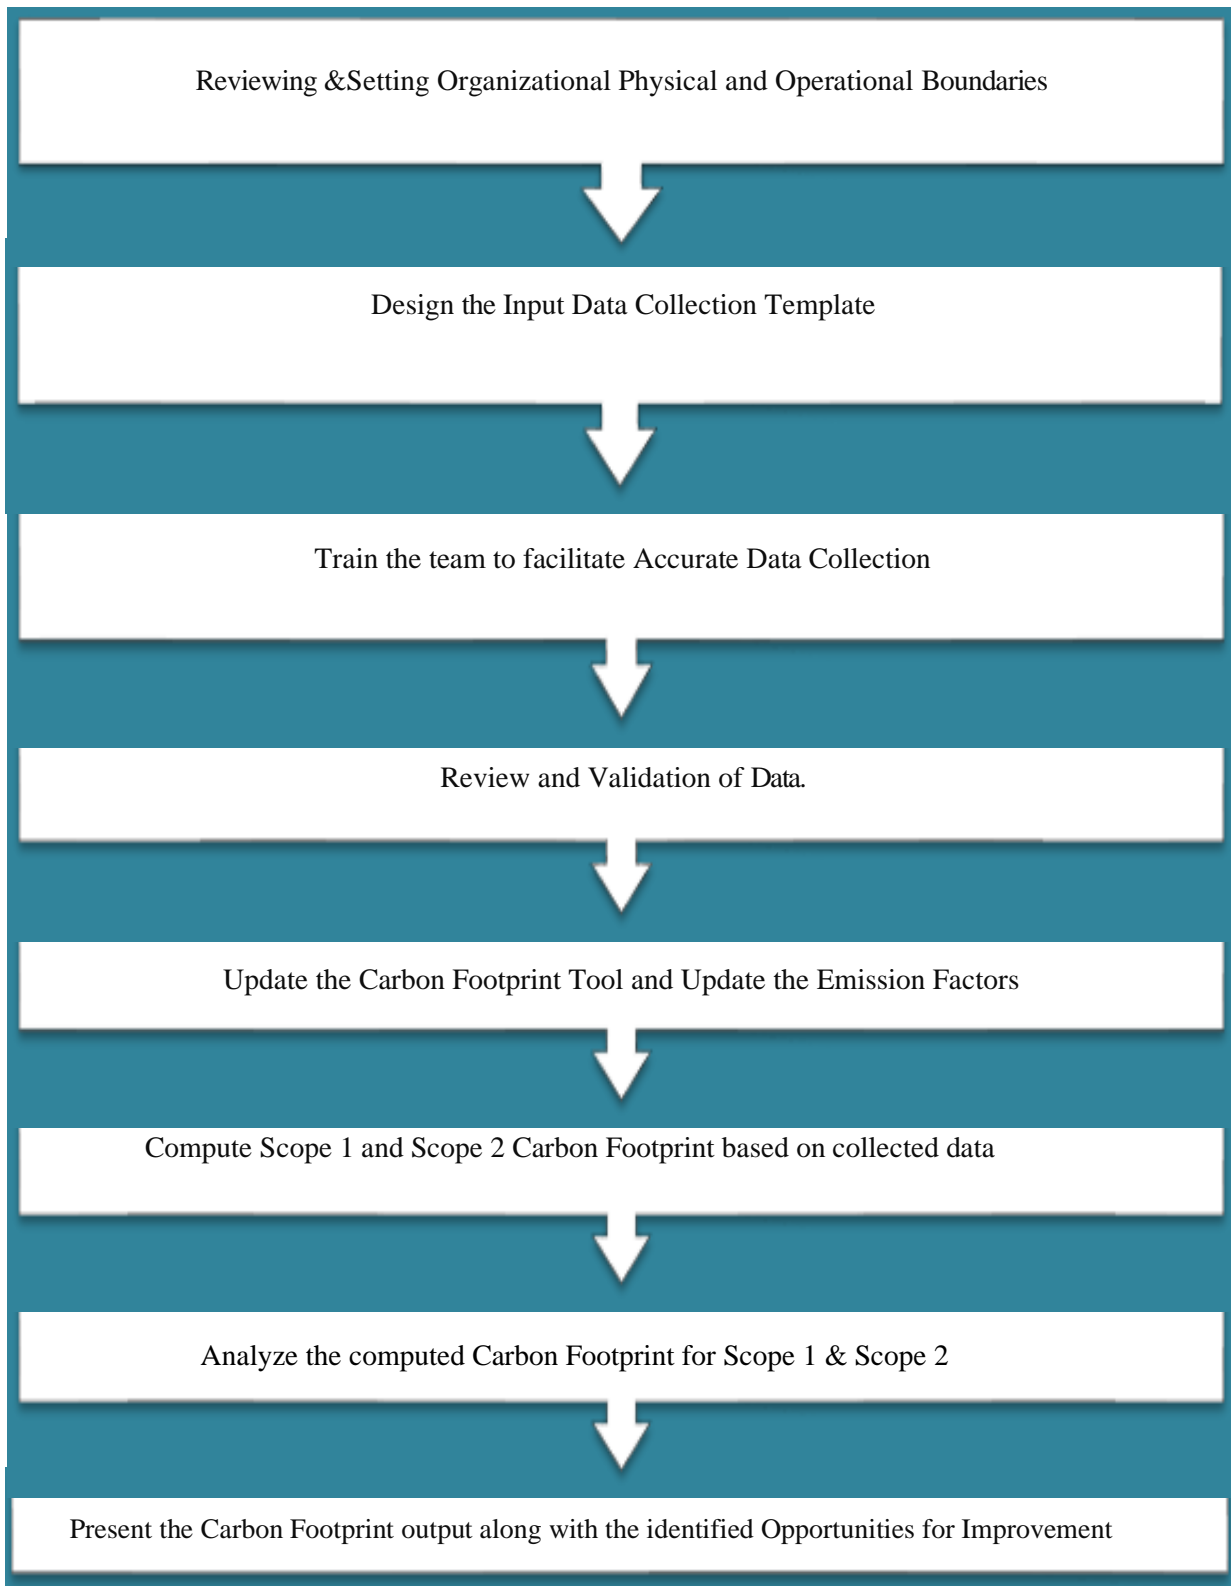 Reviewing &Setting Organizational Physical and Operational Boundaries
Design the Input Data Collection Template
Train the team to facilitate Accurate Data Collection
Review and Validation of Data.
Update the Carbon Footprint Tool and Update the Emission Factors
Compute Scope 1 and Scope 2 Carbon Footprint based on collected data
Analyze the computed Carbon Footprint for Scope 1 & Scope 2
Present the Carbon Footprint output along with the identified Opportunities for Improvement